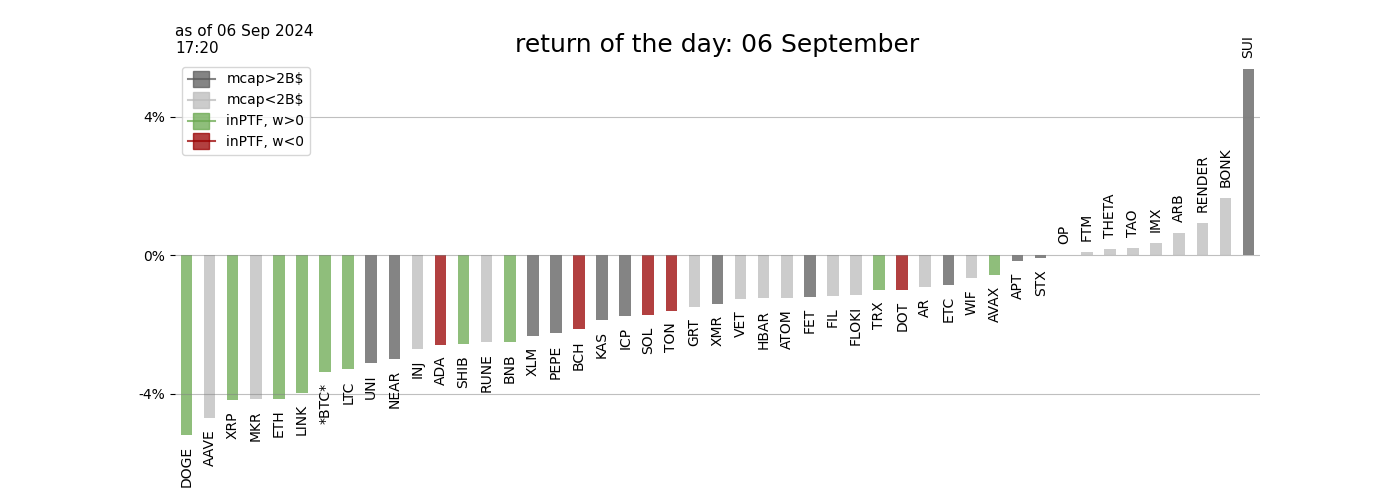 as of 06 Sep 2024
17:20
return of the day: 06 September
mcap>2B$
mcap<2B$
inPTF, w>0
inPTF, w<0
4%
0%
-4%
DOGE
AAVE
XRP
MKR
ETH
LINK
*BTC*
LTC
UNI
NEAR
INJ
ADA
SHIB
RUNE
BNB
XLM
PEPE
BCH
KAS
ICP
SOL
TON
GRT
XMR
VET
HBAR
ATOM
FET
FIL
FLOKI
TRX
DOT
AR
ETC
WIF
AVAX
APT
STX
OP
FTM
THETA
TAO
IMX
ARB
RENDER
BONK
SUI